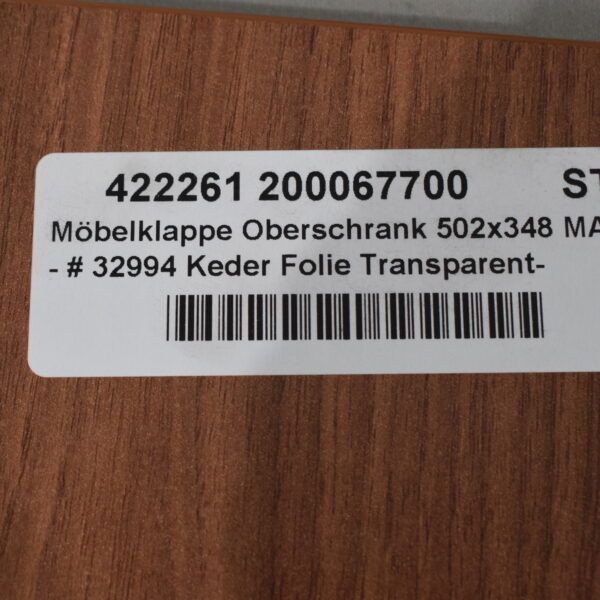 422261 200067700 ST
Möbelklappe Oberschrank 502x348 MA
- # 32994 Keder Folie Transparent-